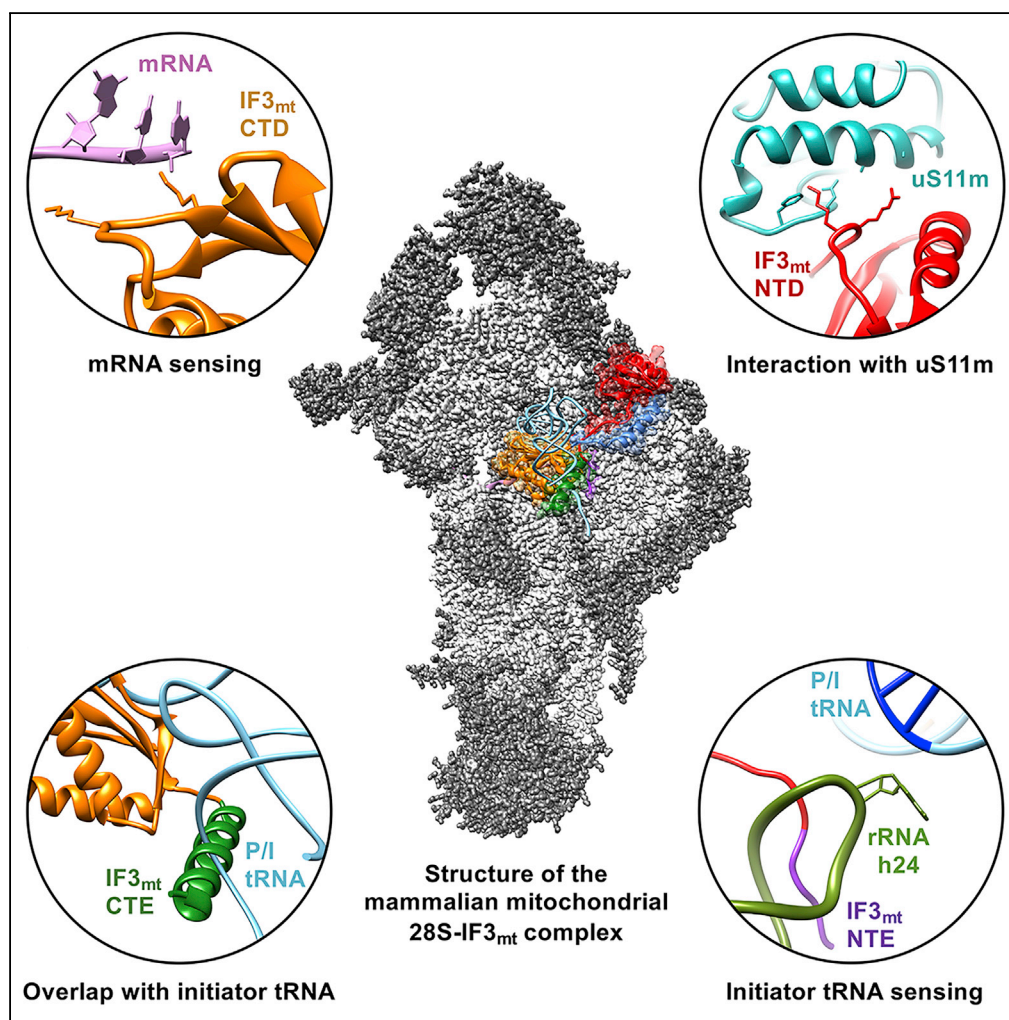 mRNA
IF3mt
CTD
mRNA sensing
uS11m
IF3mt
NTD
Interaction with uS11m
IF3mt
CTE
P/I
tRNA
Overlap with initiator tRNA
Structure of the
mammalian mitochondrial
28S-IF3mt complex
P/I
tRNA
rRNA
h24
IF3mt
NTE
Initiator tRNA sensing